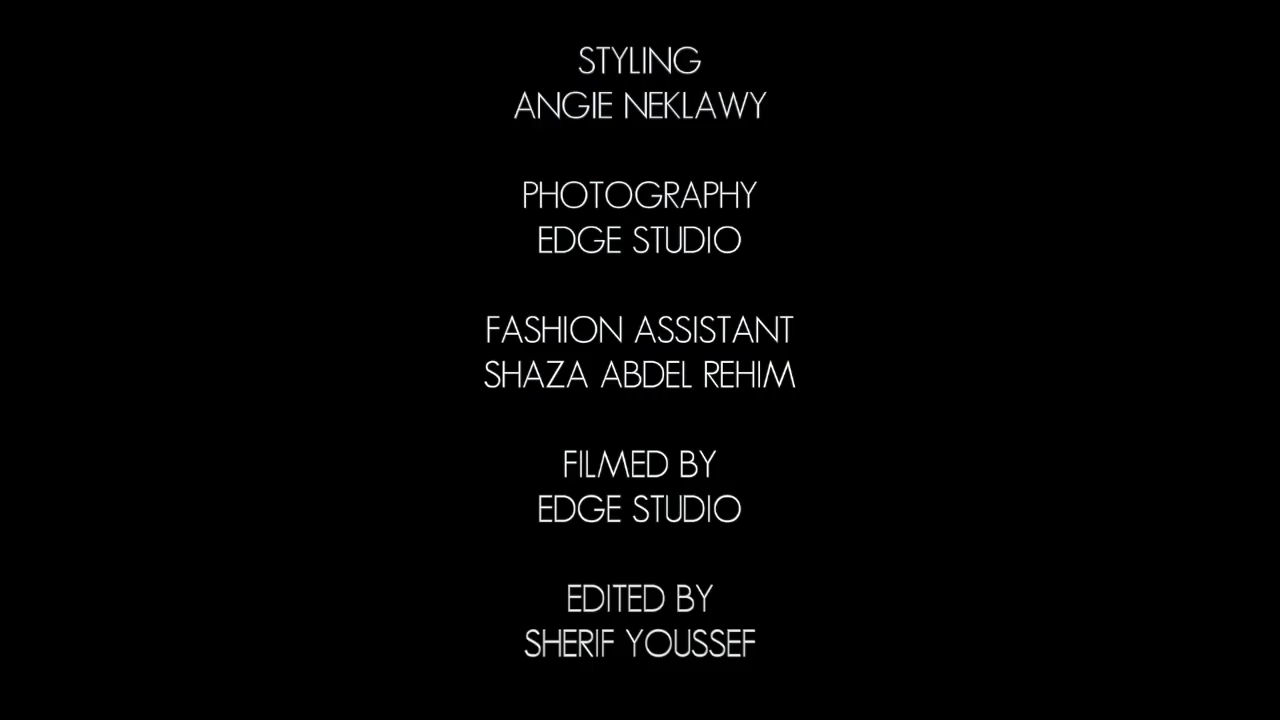 STYLING
ANGIE NEKLAWY
PHOTOGRAPHY
EDGE STUDIO
FASHION ASSISTANT
SHAZA ABDEL REHIM
FILMED BY
EDGE STUDIO
EDITED BY
SHERIF YOUSSEF